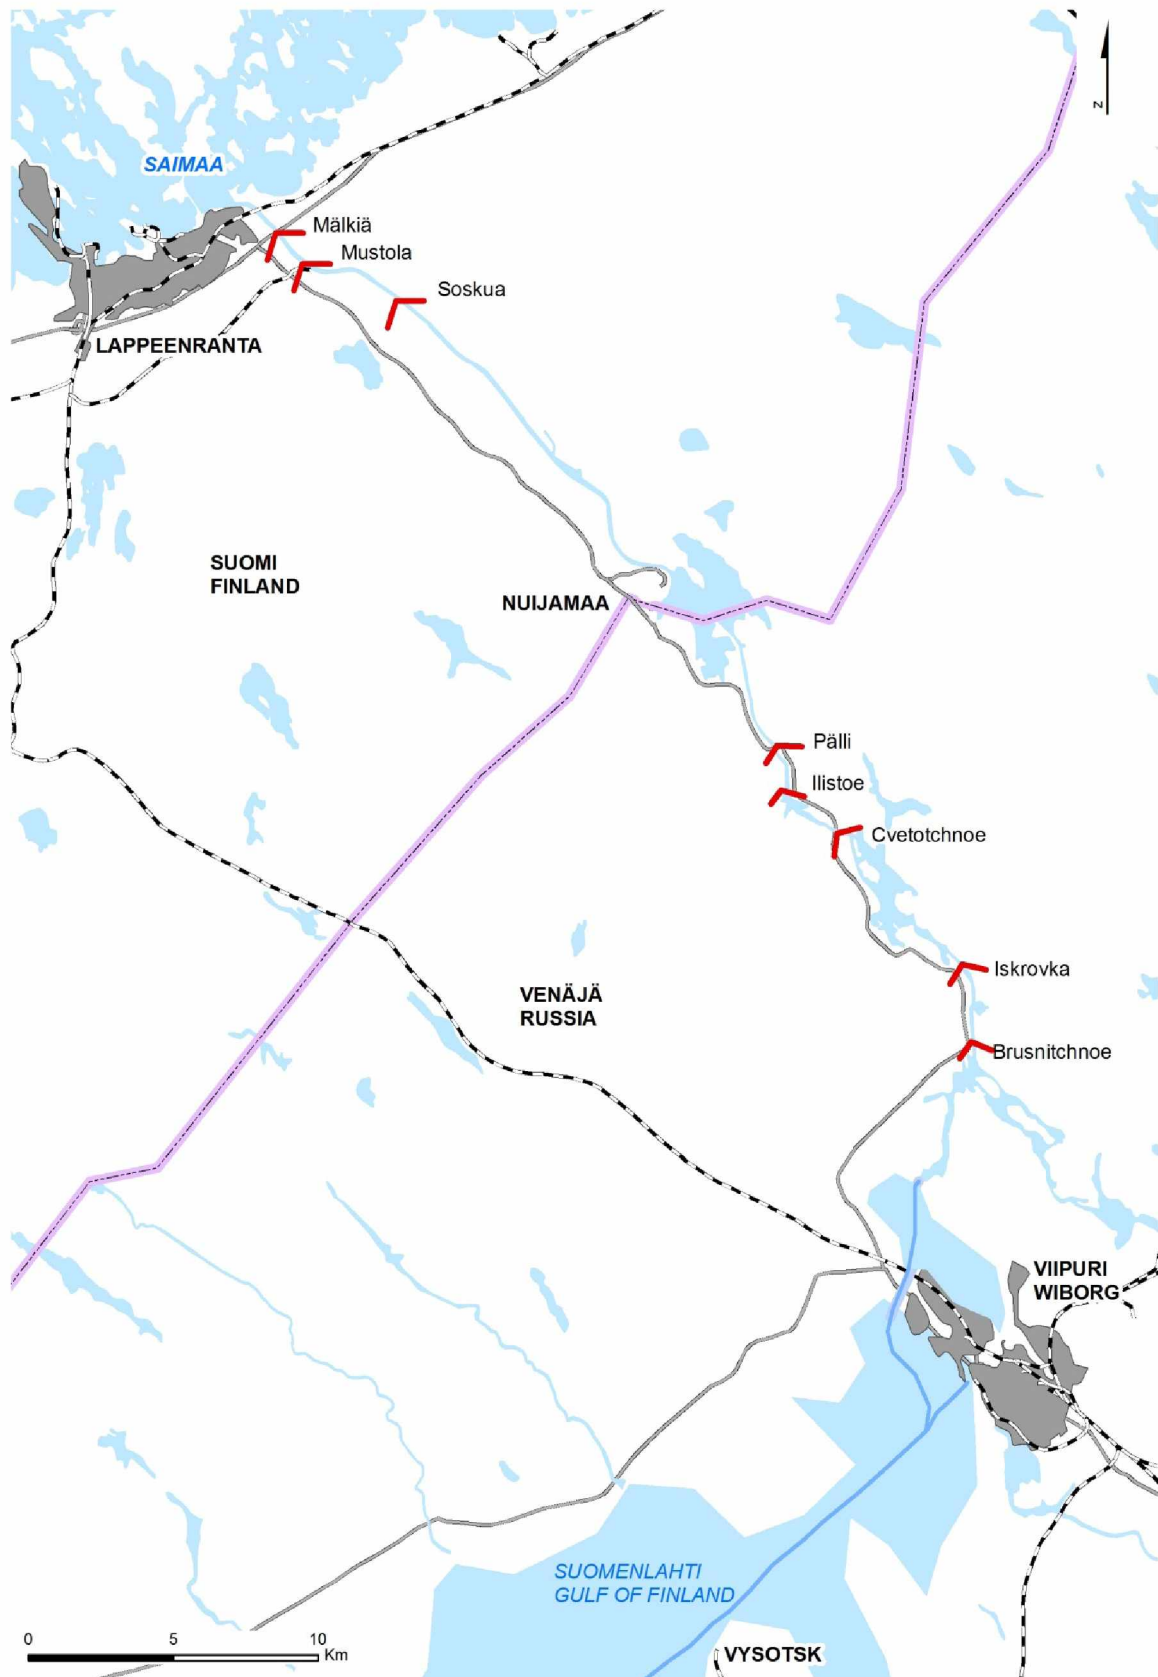 N
SAIMAA
Mälkiä
Mustola
Soskua
LAPPEENRANTA
SUOMI
FINLAND
NUIJAMAA
Pälli
Ilistoe
Cvetotchnoe
Iskrovka
VENÄJÄ
RUSSIA
Brusnitchnoe
VIIPURI
WIBORG
SUOMENLAHTI
GULF OF FINLAND
0 5 10
Km
VYSOTSK